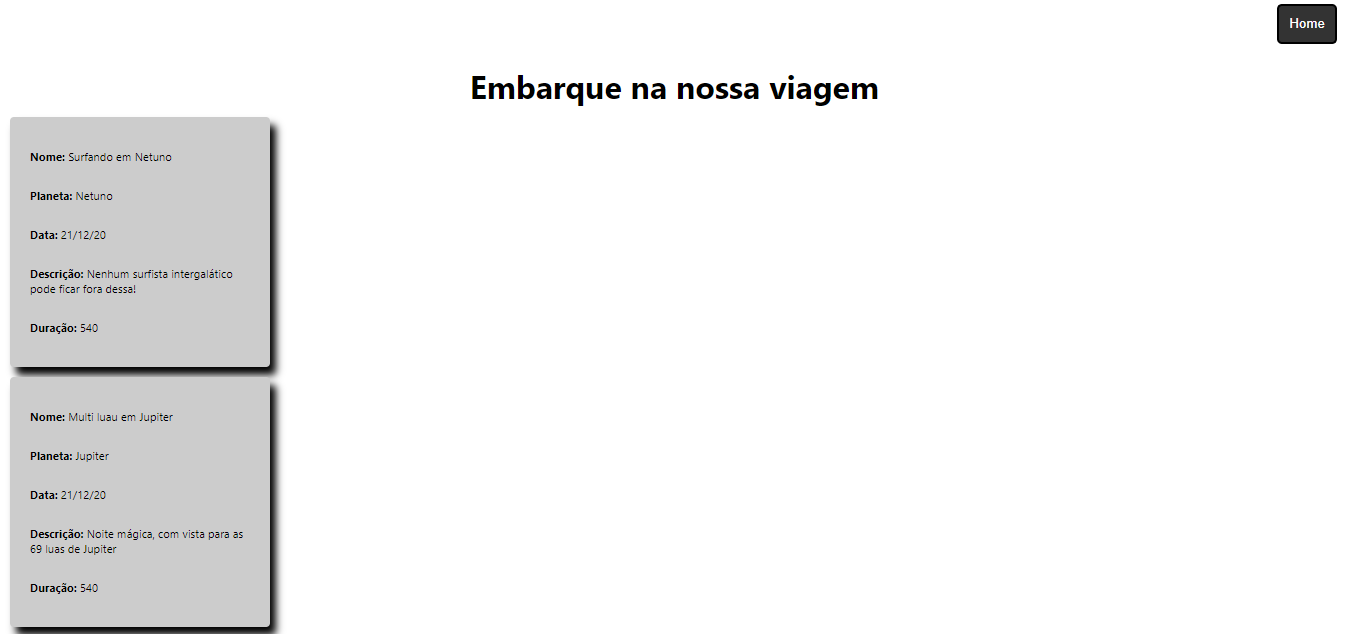 Home
Embarque na nossa viagem
Nome: Surfando em Netuno
Planeta: Netuno
Data: 21/12/20
Descrição: Nenhum surfista intergalático
pode ficar fora dessa!
Duração: 540
Nome: Multi luau em Jupiter
Planeta: Jupiter
Data: 21/12/20
Descrição: Noite mágica, com vista para as
69 luas de Jupiter
Duração: 540